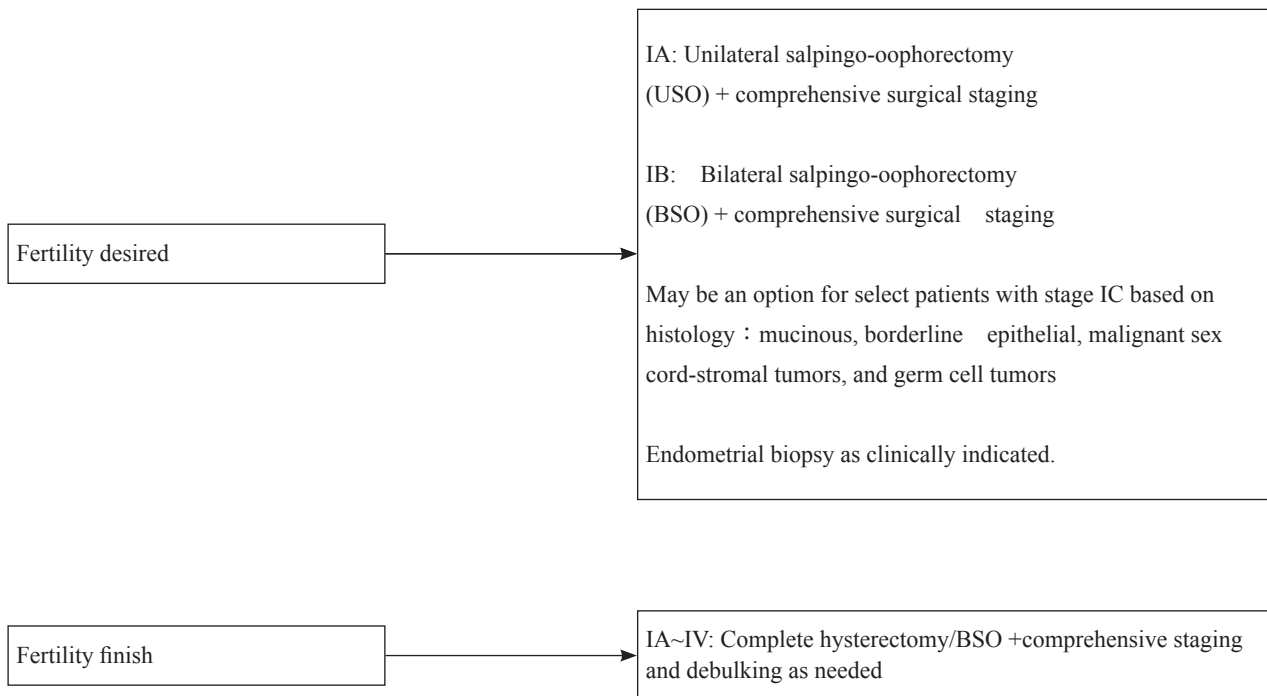 Fertility desired
IA: Unilateral salpingo-oophorectomy
(USO) + comprehensive surgical staging
IB: Bilateral salpingo-oophorectomy
(BSO) + comprehensive surgical staging
May be an option for select patients with stage IC based on
histology：mucinous, borderline epithelial, malignant sex
cord-stromal tumors, and germ cell tumors
Endometrial biopsy as clinically indicated.
Fertility finish
IA~IV: Complete hysterectomy/BSO +comprehensive staging
and debulking as needed